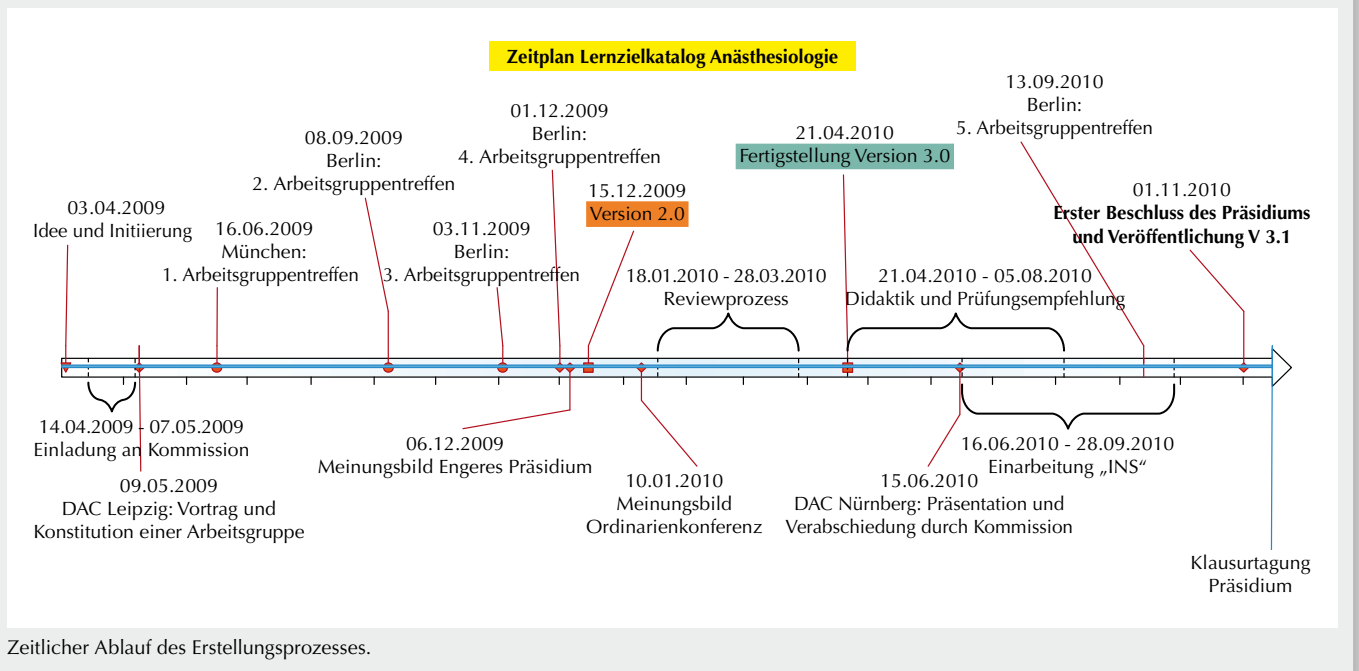 Zeitplan Lernzielkatalog Anästhesiologie
03.04.2009
Idee und Initiierung
16.06.2009
München:
1. Arbeitsgruppentreffen
08.09.2009
Berlin:
2. Arbeitsgruppentreffen
03.11.2009
Berlin:
3. Arbeitsgruppentreffen
01.12.2009
Berlin:
4. Arbeitsgruppentreffen
15.12.2009
Version 2.0
18.01.2010 - 28.03.2010
Reviewprozess
21.04.2010
Fertigstellung Version 3.0
21.04.2010 - 05.08.2010
Didaktik und Prüfungsempfehlung
13.09.2010
Berlin:
5. Arbeitsgruppentreffen
01.11.2010
Erster Beschluss des Präsidiums
und Veröffentlichung V 3.1
14.04.2009 - 07.05.2009
Einladung an Kommission
09.05.2009
DAC Leipzig: Vortrag und
Konstitution einer Arbeitsgruppe
06.12.2009
Meinungsbild Engeres Präsidium
10.01.2010
Meinungsbild
Ordinarienkonferenz
15.06.2010
DAC Nürnberg: Präsentation und
Verabschiedung durch Kommission
16.06.2010 - 28.09.2010
Einarbeitung „INS“
Klausurtagung
Präsidium
Zeitlicher Ablauf des Erstellungsprozesses.